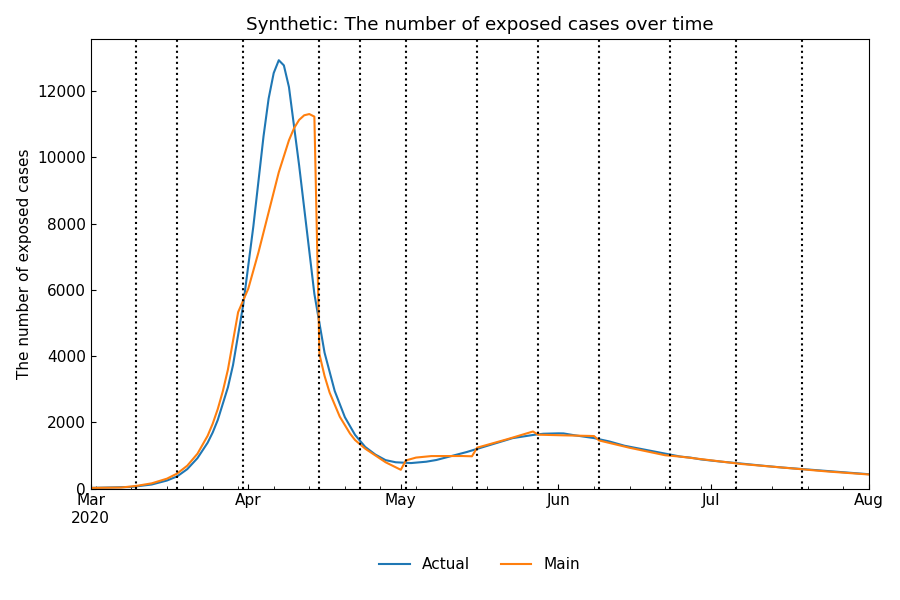 Synthetic: The number of exposed cases over time
The number of exposed cases
12000
10000
8000
6000
4000
2000
0
Mar Apr May Jun Jul Aug
2020
Actual Main